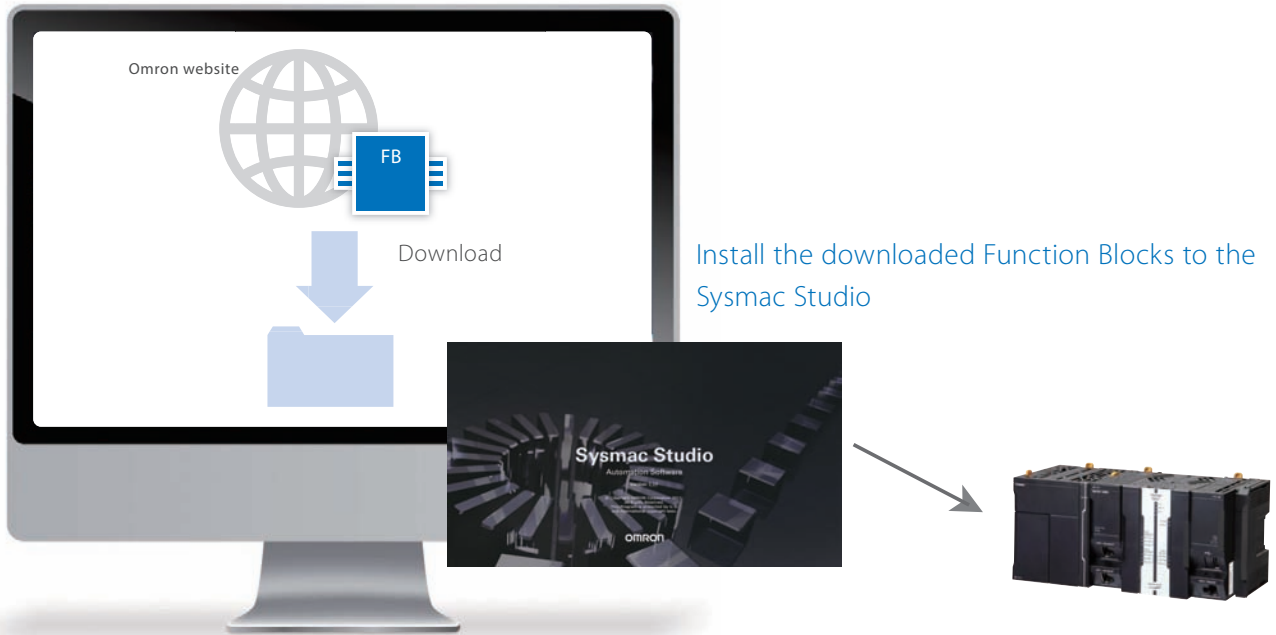 Omron website
FB
Download
Install the downloaded Function Blocks to the
Sysmac Studio
Sysmac Studio
Automation Software
OMRON